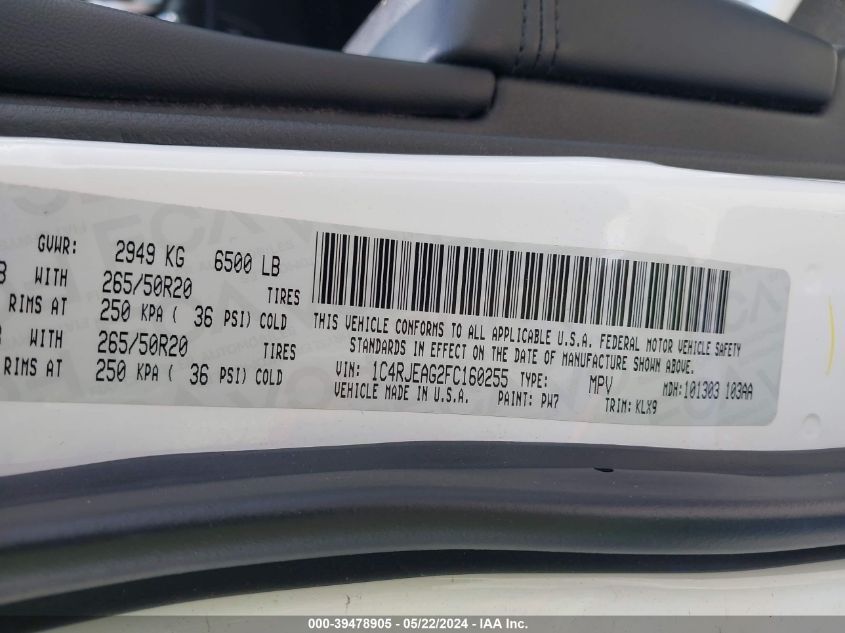 GVWR: 2949 KG 6500 LB
WITH 265/50R20 TIRES
RIMS AT 250 KPA ( 36 PSI) COLD
WITH 265/50R20 TIRES
RIMS AT 250 KPA ( 36 PSI) COLD
THIS VEHICLE CONFORMS TO ALL APPLICABLE U.S.A. FEDERAL MOTOR VEHICLE SAFETY
STANDARDS IN EFFECT ON THE DATE OF MANUFACTURE SHOWN ABOVE.
VIN: 1C4RJEAG2FC160255 TYPE: MPV MDH:101303 103AA
VEHICLE MADE IN U.S.A. PAINT: PW7 TRIM: KLX9
000-39478905 - 05/22/2024 - IAA Inc.